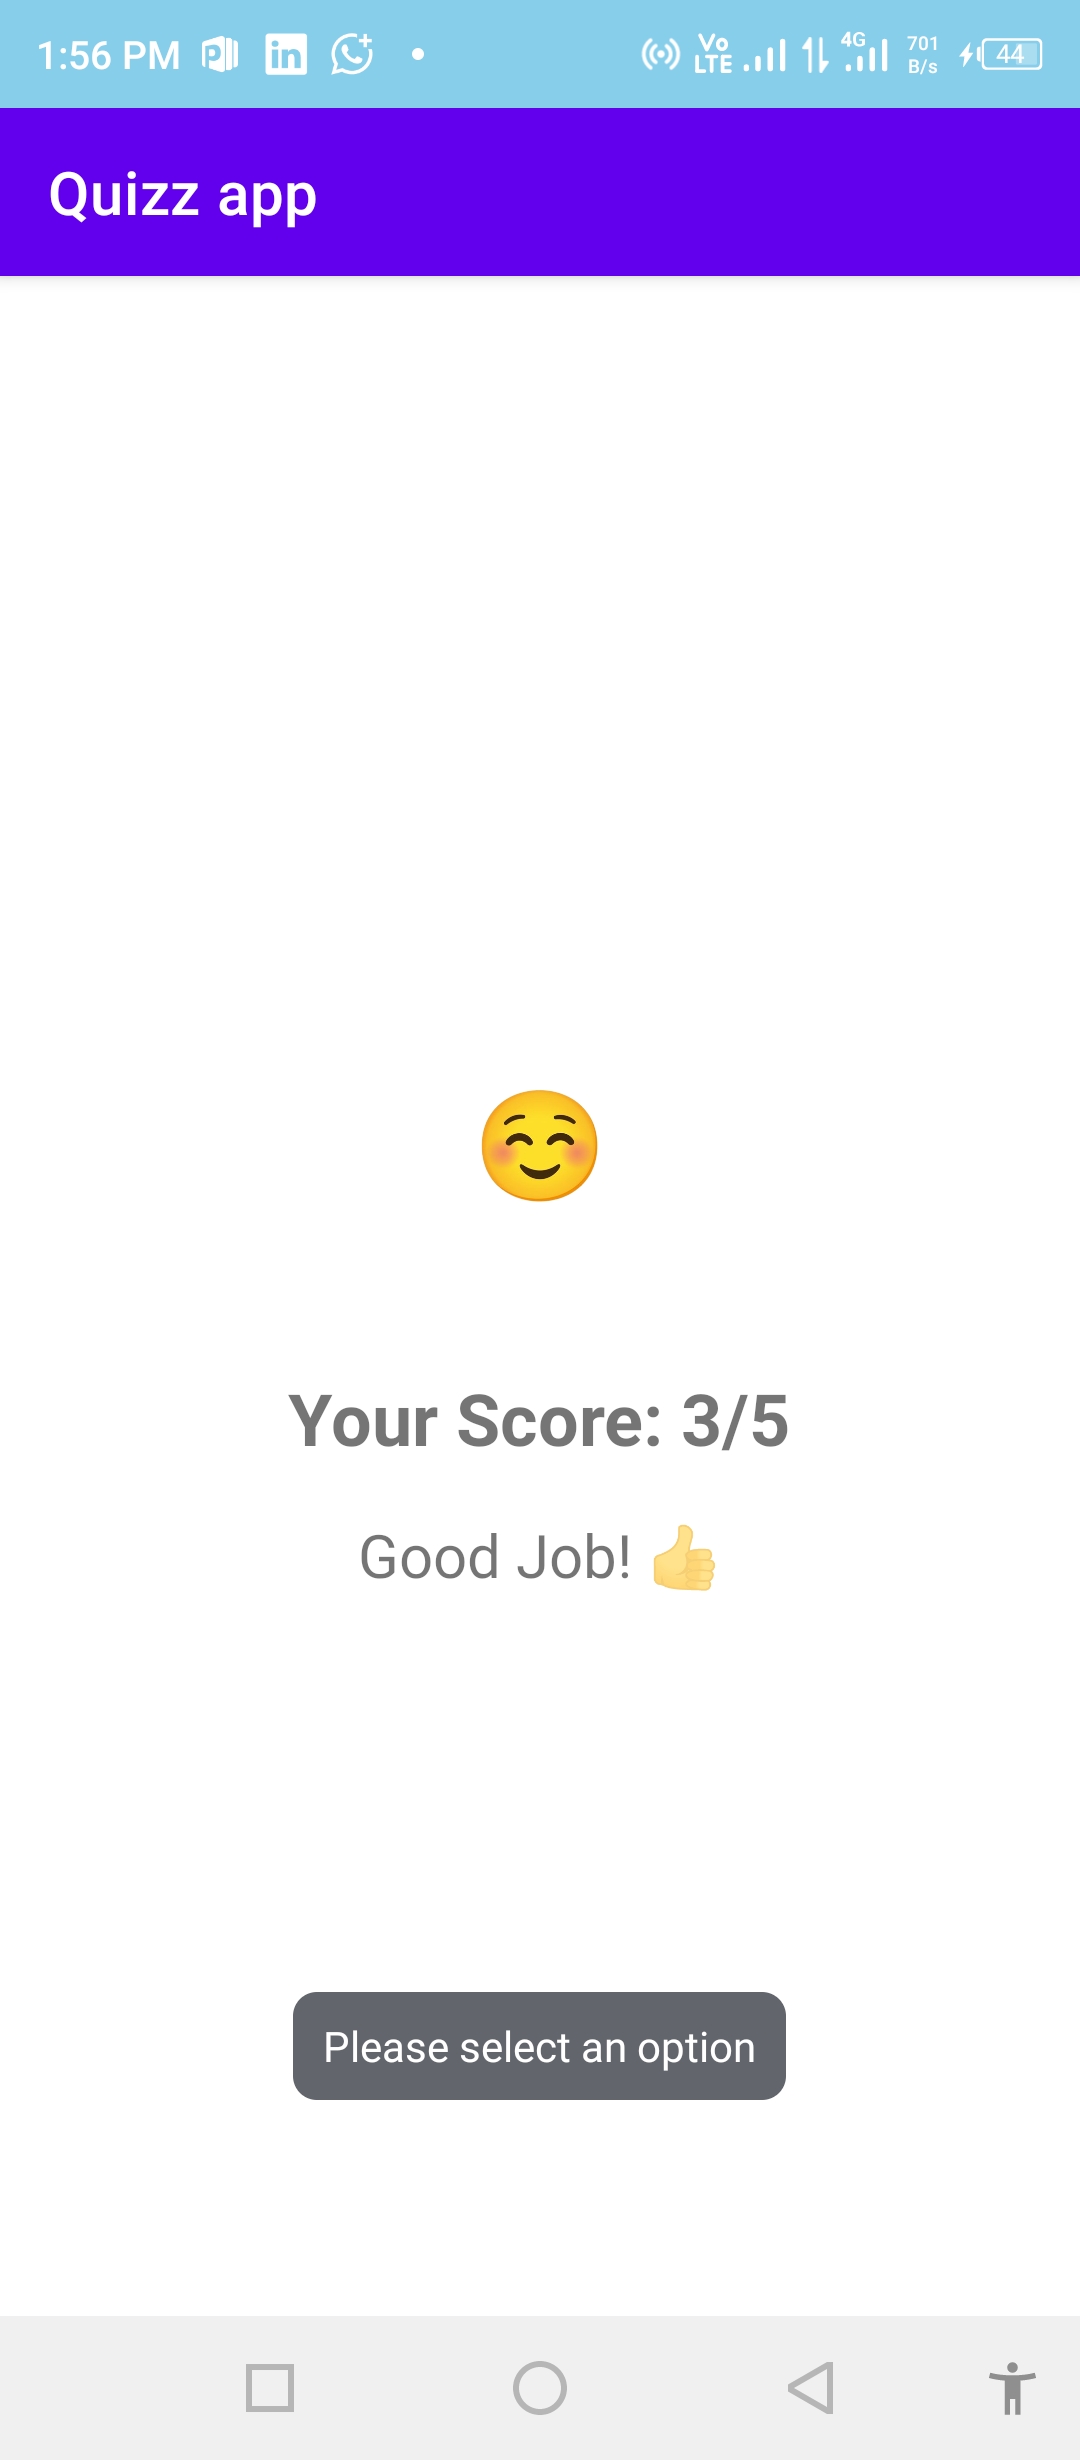 1:56 PM
Vo LTE
4G
701 B/s
44
Quizz app
Your Score: 3/5
Good Job! 👍
Please select an option